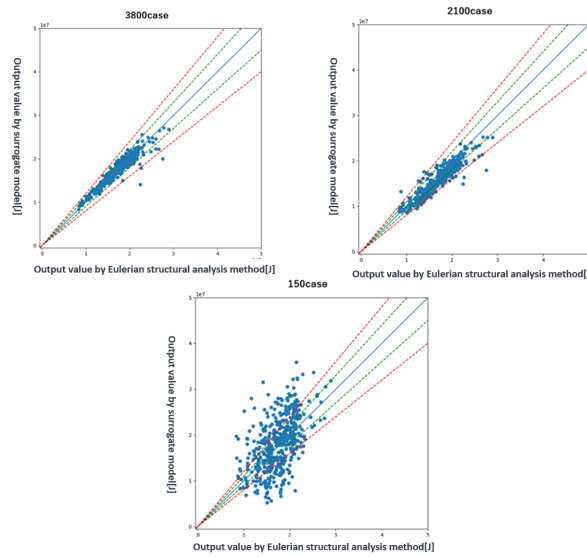 3800case
1e7
5
4
3
2
1
0
0
1
2
3
4
5
Output value by surrogate model[J]
Output value by Eulerian structural analysis method[J]
2100case
1e7
5
4
3
2
1
0
0
1
2
3
4
Output value by surrogate model[J]
Output value by Eulerian structural analysis method[
150case
1e7
5
4
3
2
1
0
0
1
2
3
4
5
Output value by surrogate model[J]
Output value by Eulerian structural analysis method[J]